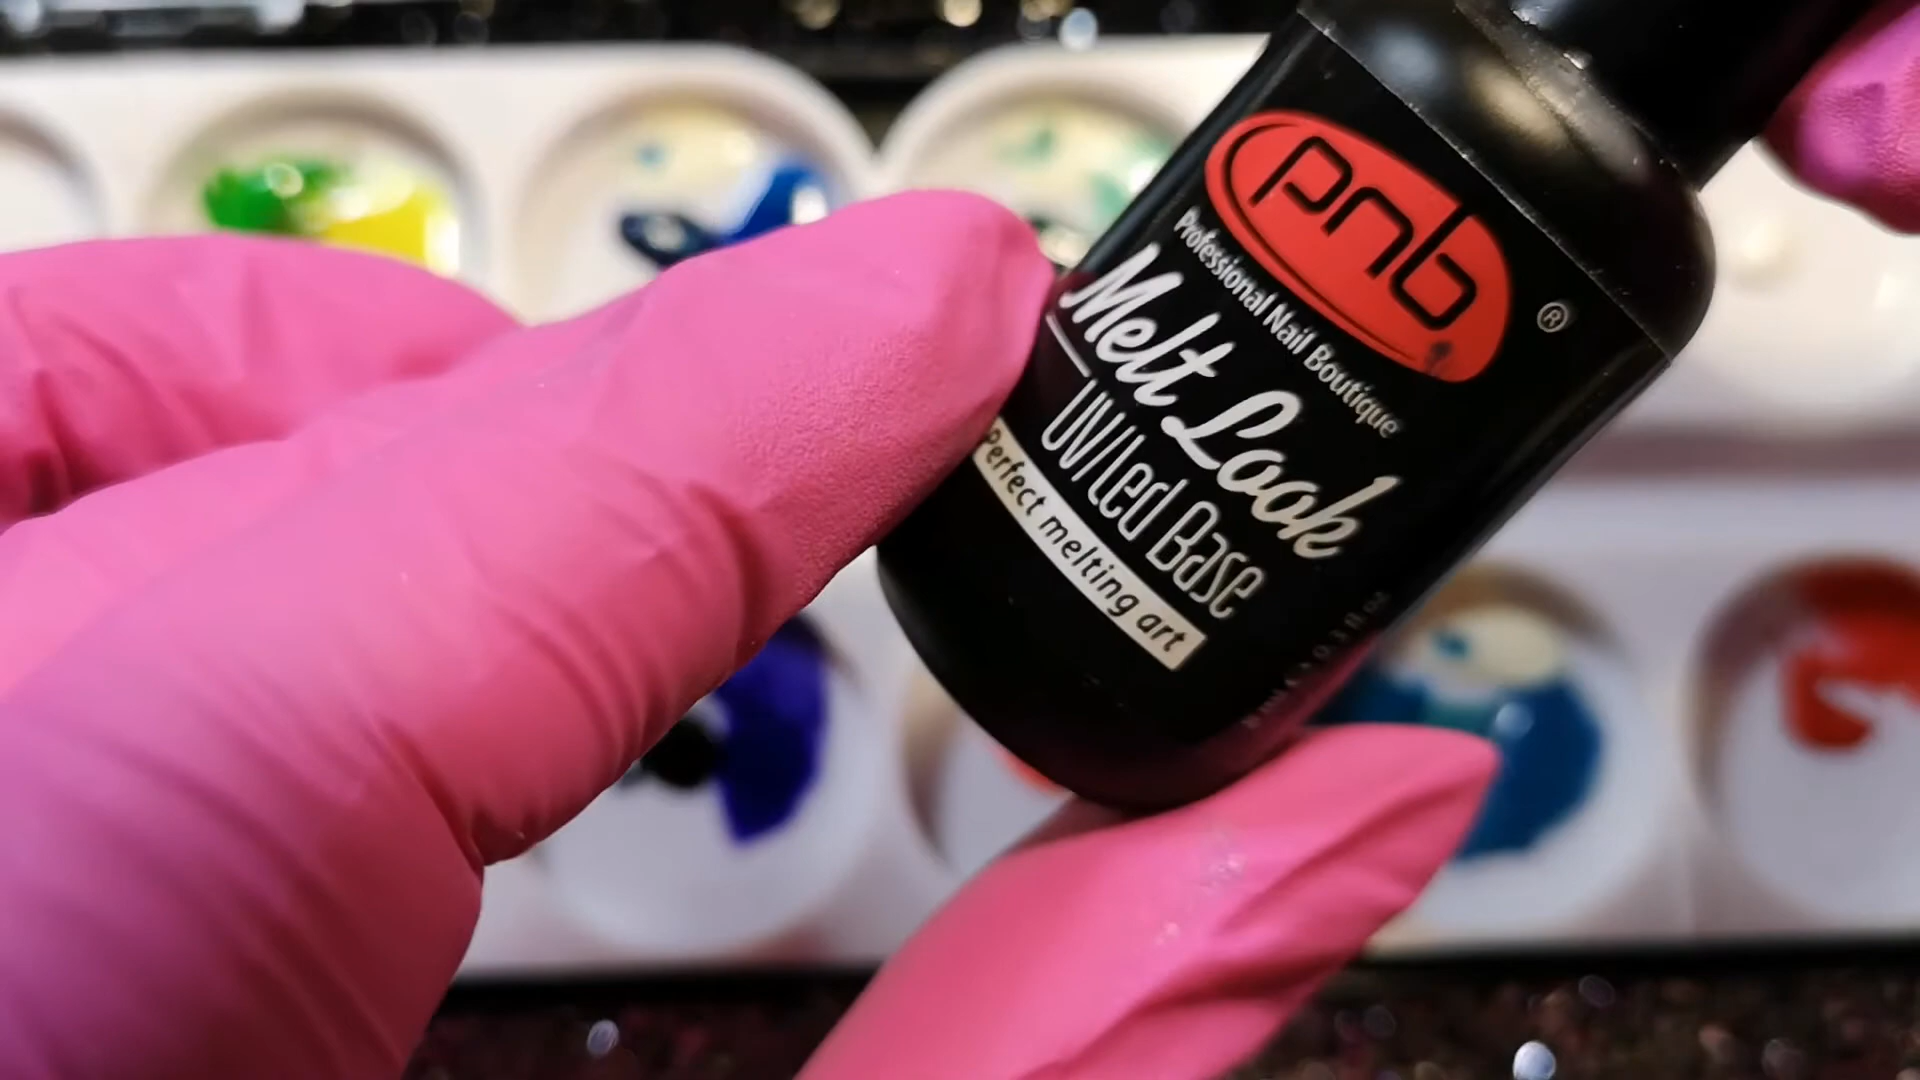 pnb
®
Professional Nail Boutique
Melt Look
UV/Led Base
Perfect melting art